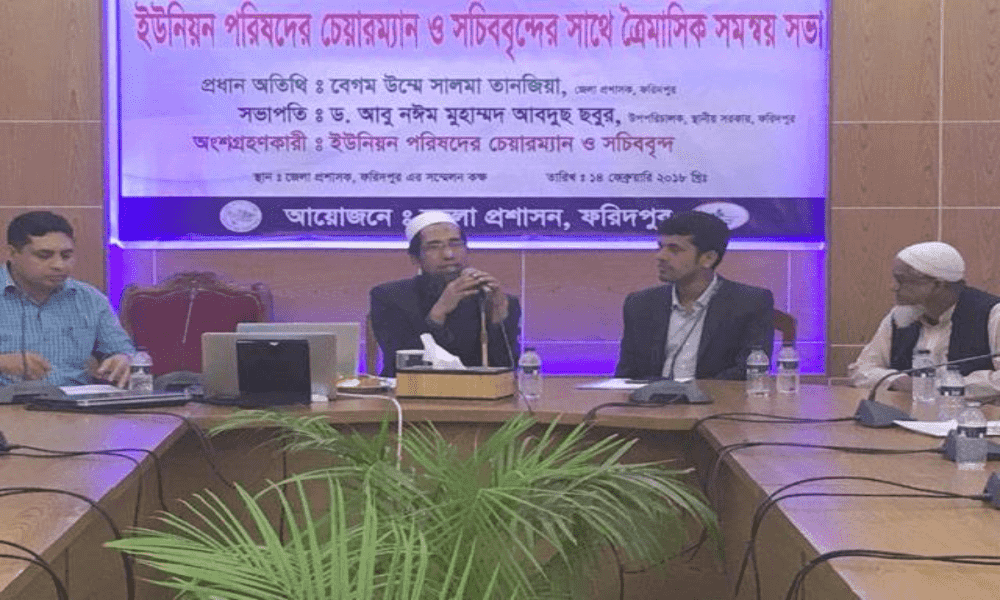 ইউনিয়ন পরিষদের চেয়ারম্যান ও সচিববৃন্দের সাথে ত্রৈমাসিক সমন্বয় সভা
প্রধান অতিথি ঃ বেগম উম্মে সালমা তানজিয়া, জেলা প্রশাসক, ফরিদপুর
সভাপতি ঃ ড. আবু নঈম মুহাম্মদ আবদুছ ছবুর, উপপরিচালক, স্থানীয় সরকার, ফরিদপুর
অংশগ্রহণকারী ঃ ইউনিয়ন পরিষদের চেয়ারম্যান ও সচিববৃন্দ
স্থান ঃ জেলা প্রশাসক, ফরিদপুর এর সম্মেলন কক্ষ তারিখ ঃ ১৪ ফেব্রুয়ারি ২০১৮ খ্রিঃ
আয়োজনে ঃ জেলা প্রশাসন, ফরিদপুর